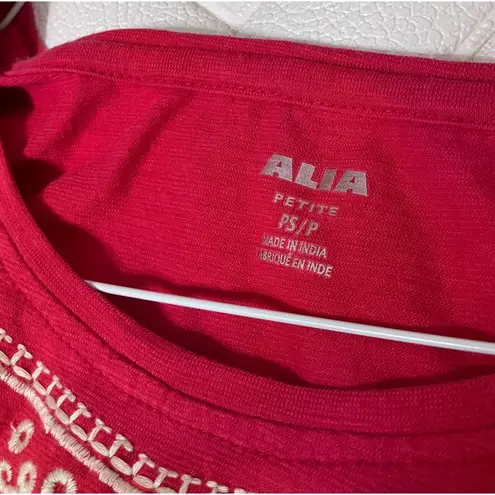 ALIA
PETITE
PS/P
MADE IN INDIA
FABRIQUÉ EN INDE